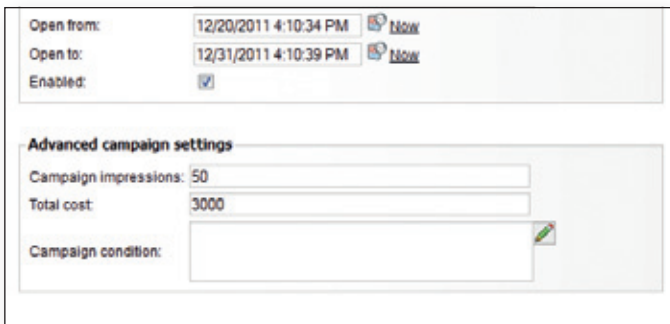 Open from: 12/20/2011 4:10:34 PM Now
Open to: 12/31/2011 4:10:39 PM Now
Enabled:
Advanced campaign settings
Campaign impressions: 50
Total cost: 3000
Campaign condition: